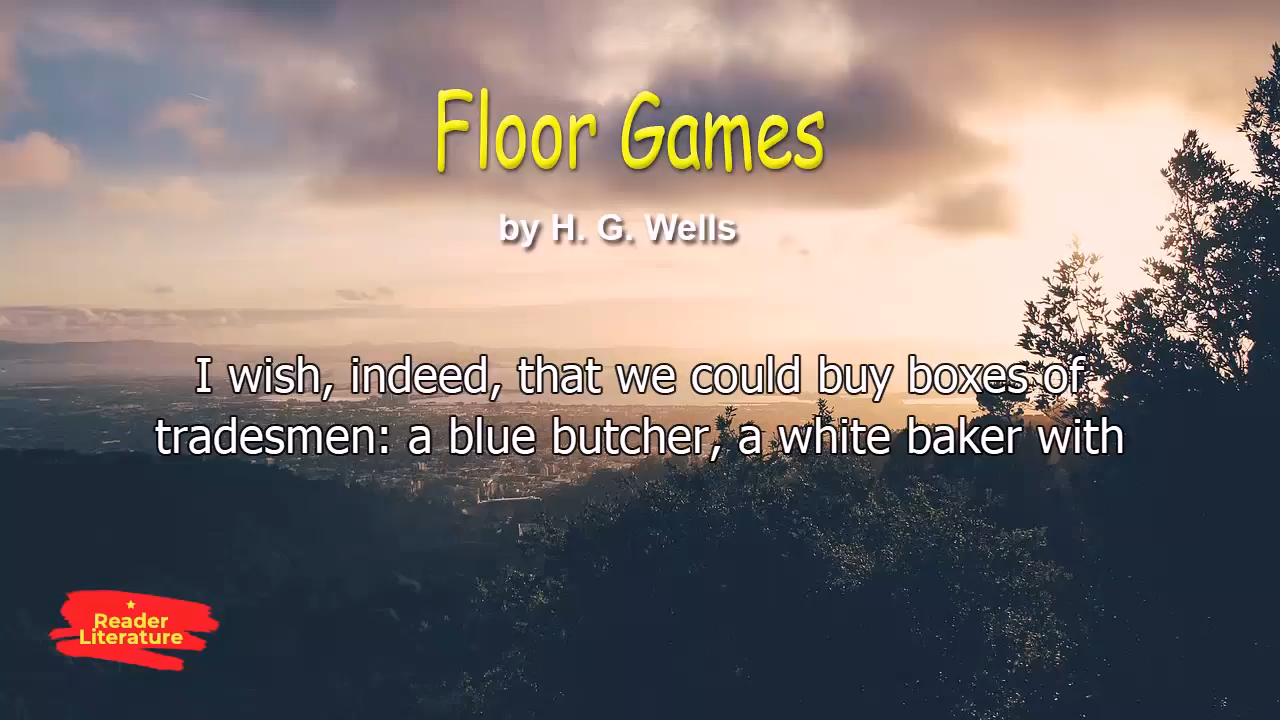 Floor Games
by H. G. Wells
I wish, indeed, that we could buy boxes of
tradesmen: a blue butcher, a white baker with
Reader
Literature